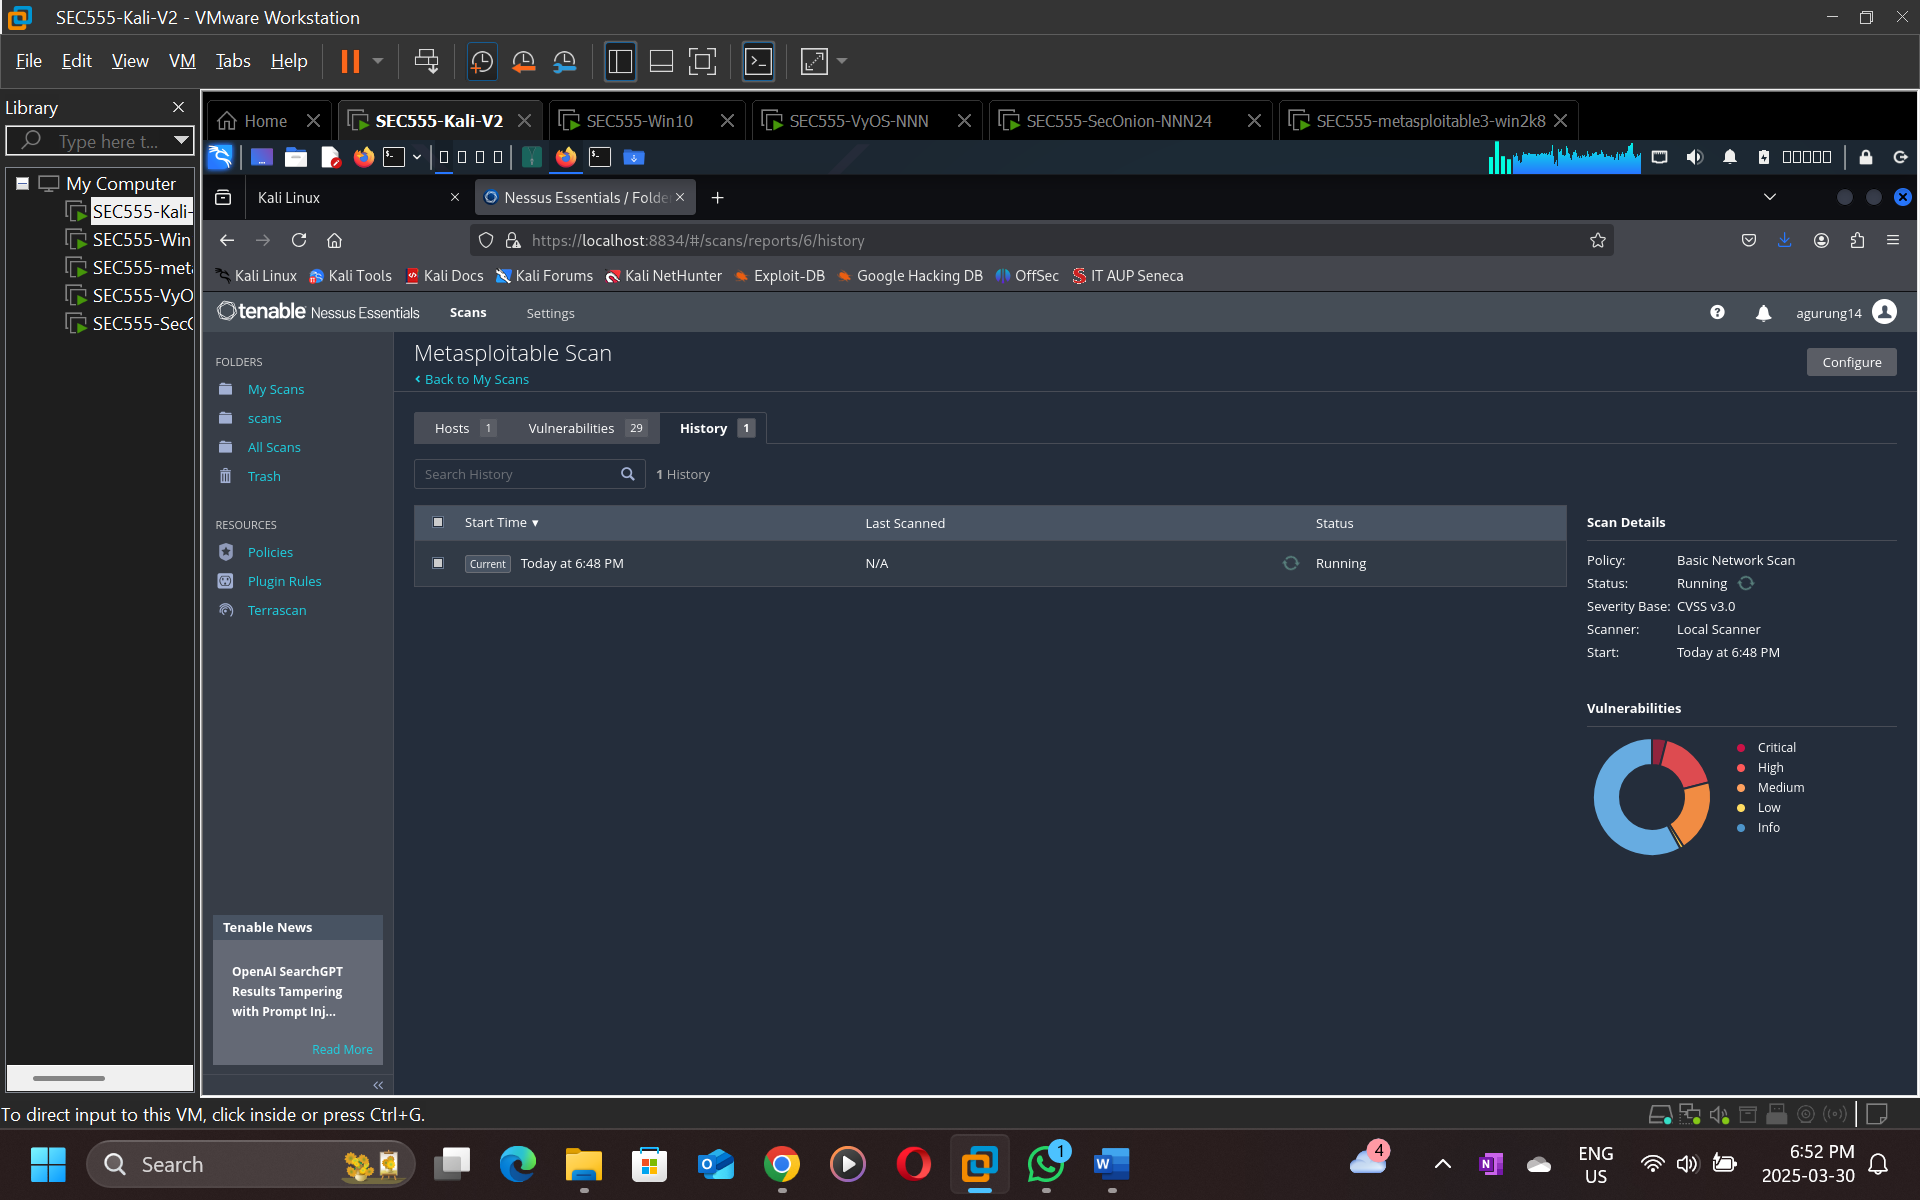 SEC555-Kali-V2 - VMware Workstation
File Edit View VM Tabs Help
Library
Type here t...
My Computer
SEC555-Kali-
SEC555-Win
SEC555-meta
SEC555-VyO
SEC555-SecO
Home
SEC555-Kali-V2
SEC555-Win10
SEC555-VyOS-NNN
SEC555-SecOnion-NNN24
SEC555-metasploitable3-win2k8
Kali Linux
Nessus Essentials / Folde
https://localhost:8834/#/scans/reports/6/history
Kali Linux Kali Tools Kali Docs Kali Forums Kali NetHunter Exploit-DB Google Hacking DB OffSec IT AUP Seneca
tenable Nessus Essentials Scans Settings agurung14
FOLDERS
My Scans
scans
All Scans
Trash
RESOURCES
Policies
Plugin Rules
Terrascan
Tenable News
OpenAI SearchGPT
Results Tampering
with Prompt Inj...
Read More
Metasploitable Scan
Back to My Scans
Configure
Hosts 1 Vulnerabilities 29 History 1
Search History 1 History
Start Time Last Scanned Status
Current Today at 6:48 PM N/A Running
Scan Details
Policy: Basic Network Scan
Status: Running
Severity Base: CVSS v3.0
Scanner: Local Scanner
Start: Today at 6:48 PM
Vulnerabilities
Critical
High
Medium
Low
Info
To direct input to this VM, click inside or press Ctrl+G.
Search
1
4
ENG
US
6:52 PM
2025-03-30